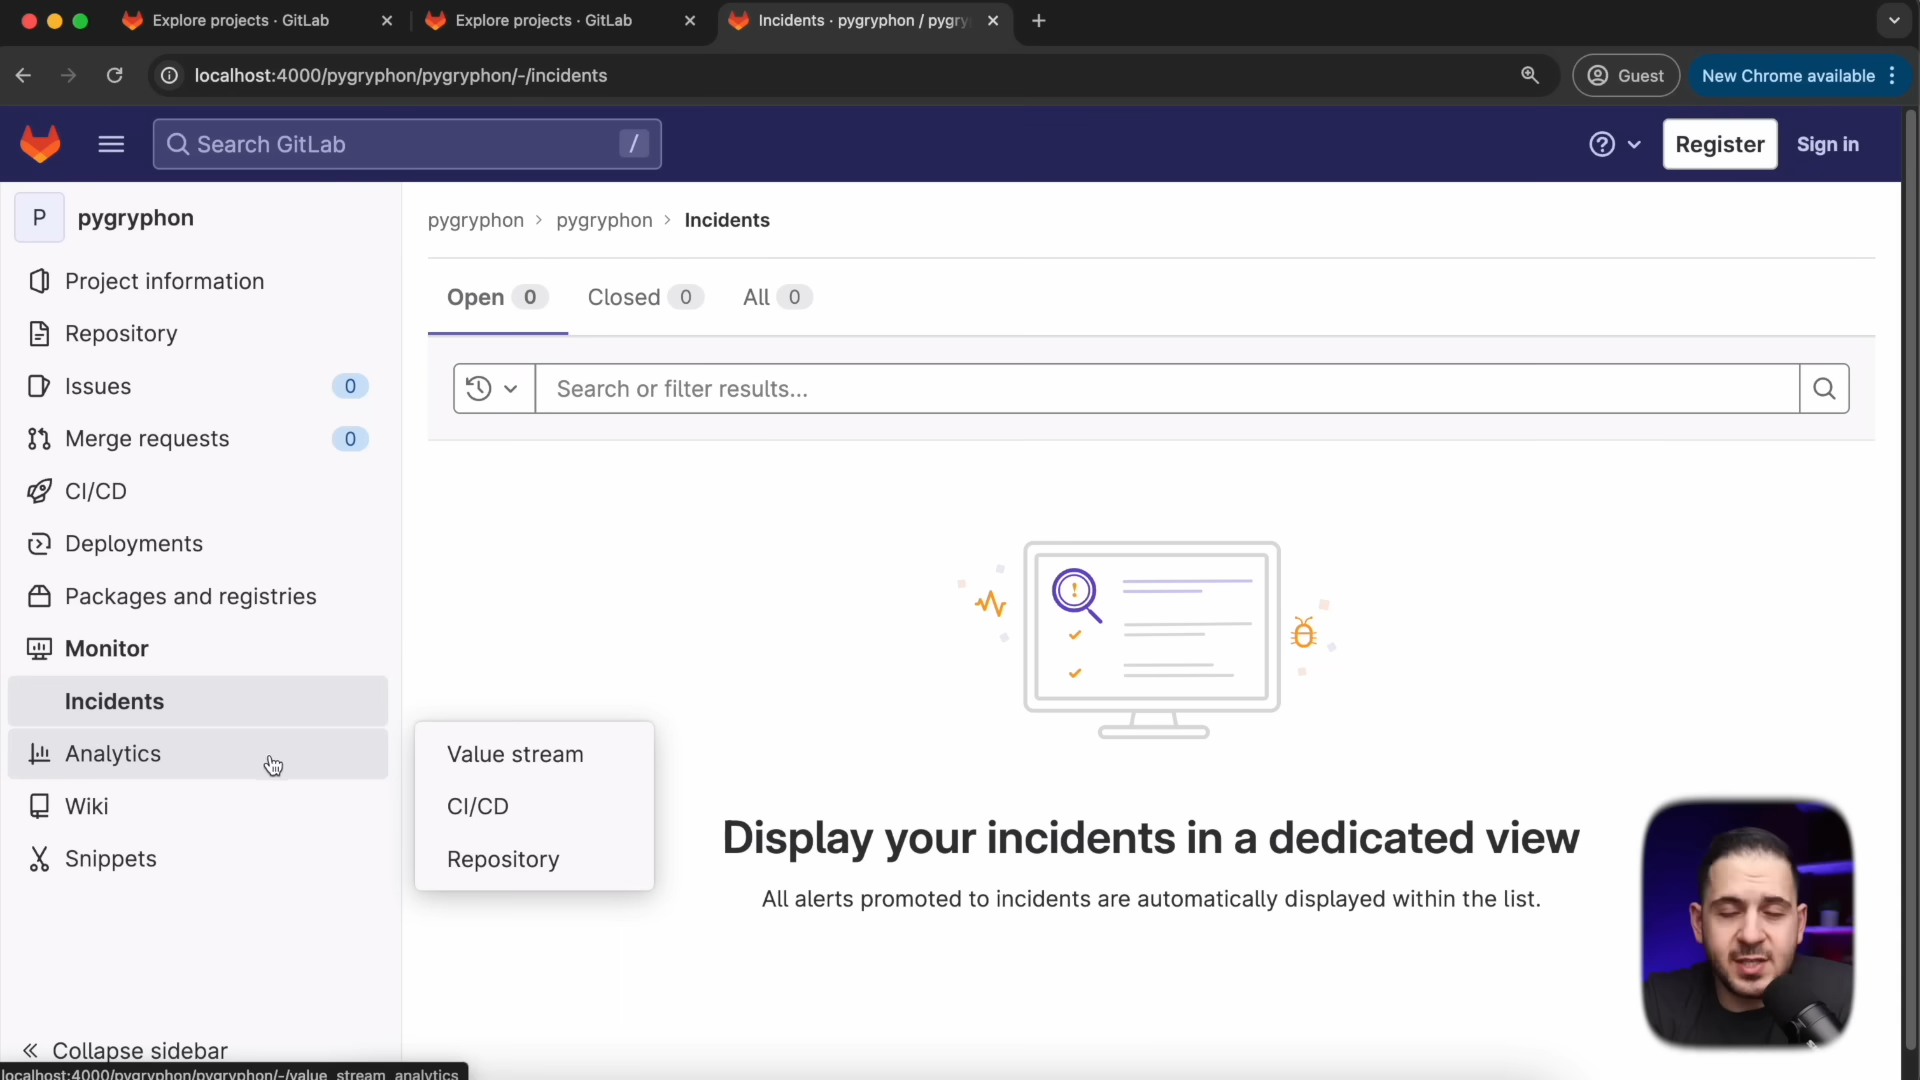 Explore projects · GitLab
Explore projects · GitLab
Incidents · pygryphon / pygry
localhost:4000/pygryphon/pygryphon/-/incidents
Guest
New Chrome available
Search GitLab
/
Register
Sign in
P
pygryphon
Project information
Repository
Issues
0
Merge requests
0
CI/CD
Deployments
Packages and registries
Monitor
Incidents
Analytics
Wiki
Snippets
Collapse sidebar
localhost:4000/pygryphon/pygryphon/-/value_stream_analytics
pygryphon > pygryphon > Incidents
Open 0
Closed 0
All 0
Search or filter results...
Value stream
CI/CD
Repository
Display your incidents in a dedicated view
All alerts promoted to incidents are automatically displayed within the list.